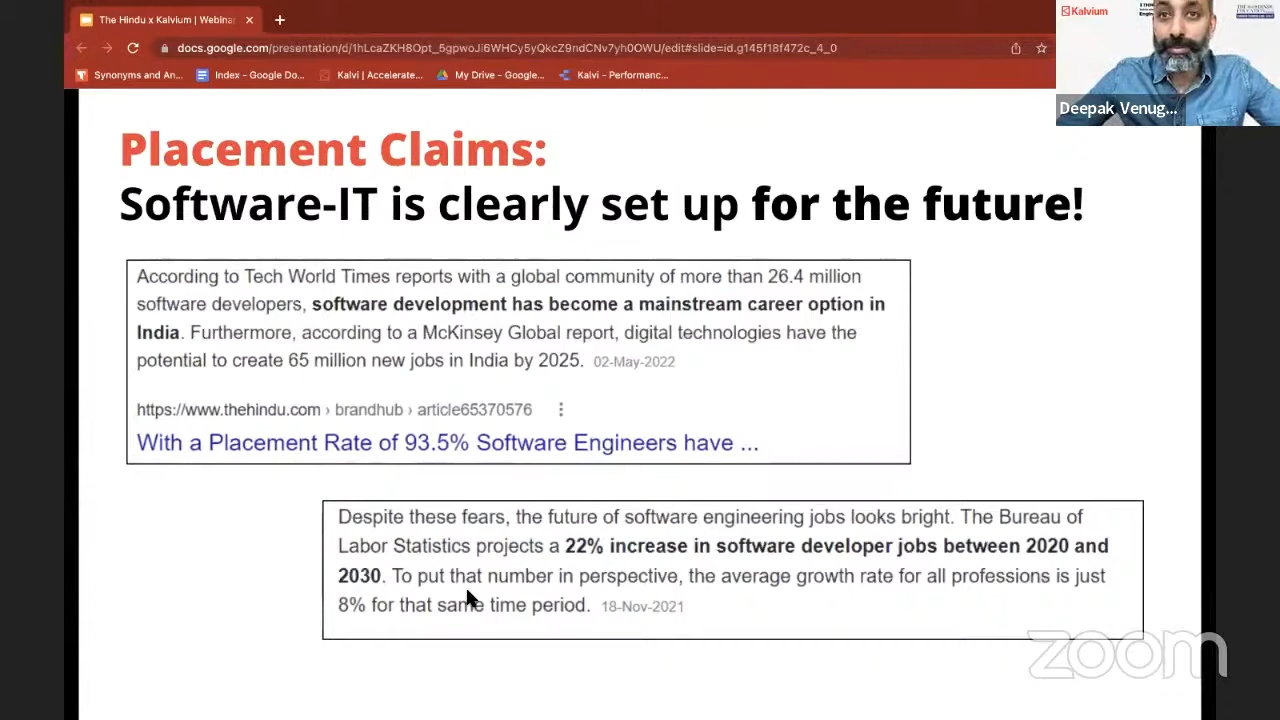 The Hindu x Kalvium | Webina
docs.google.com/presentation/d/1hLcaZKH8Opt_5gpwoJi6WHCy5yQkcZ9ndCNv7yh0OWU/edit#slide=id.g145f18f472c_4_0
Synonyms and An... Index - Google Do... Kalvi | Accelerate... My Drive - Google... Kalvi - Performanc...
Kalvium
Deepak Venug...
Placement Claims:
Software-IT is clearly set up for the future!
According to Tech World Times reports with a global community of more than 26.4 million
software developers, software development has become a mainstream career option in
India. Furthermore, according to a McKinsey Global report, digital technologies have the
potential to create 65 million new jobs in India by 2025. 02-May-2022
https://www.thehindu.com › brandhub › article65370576
With a Placement Rate of 93.5% Software Engineers have ...
Despite these fears, the future of software engineering jobs looks bright. The Bureau of
Labor Statistics projects a 22% increase in software developer jobs between 2020 and
2030. To put that number in perspective, the average growth rate for all professions is just
8% for that same time period. 18-Nov-2021
zoom